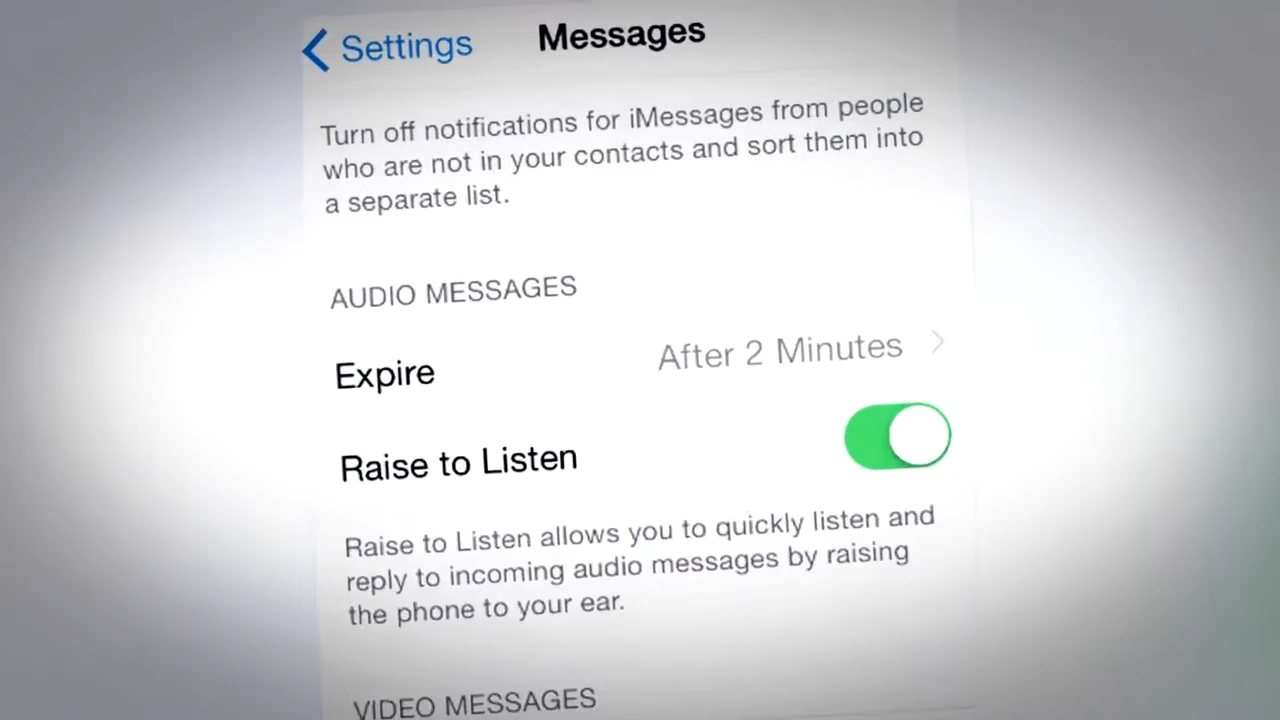 Settings
Messages
Turn off notifications for iMessages from people
who are not in your contacts and sort them into
a separate list.
AUDIO MESSAGES
Expire
After 2 Minutes
Raise to Listen
Raise to Listen allows you to quickly listen and
reply to incoming audio messages by raising
the phone to your ear.
VIDEO MESSAGES